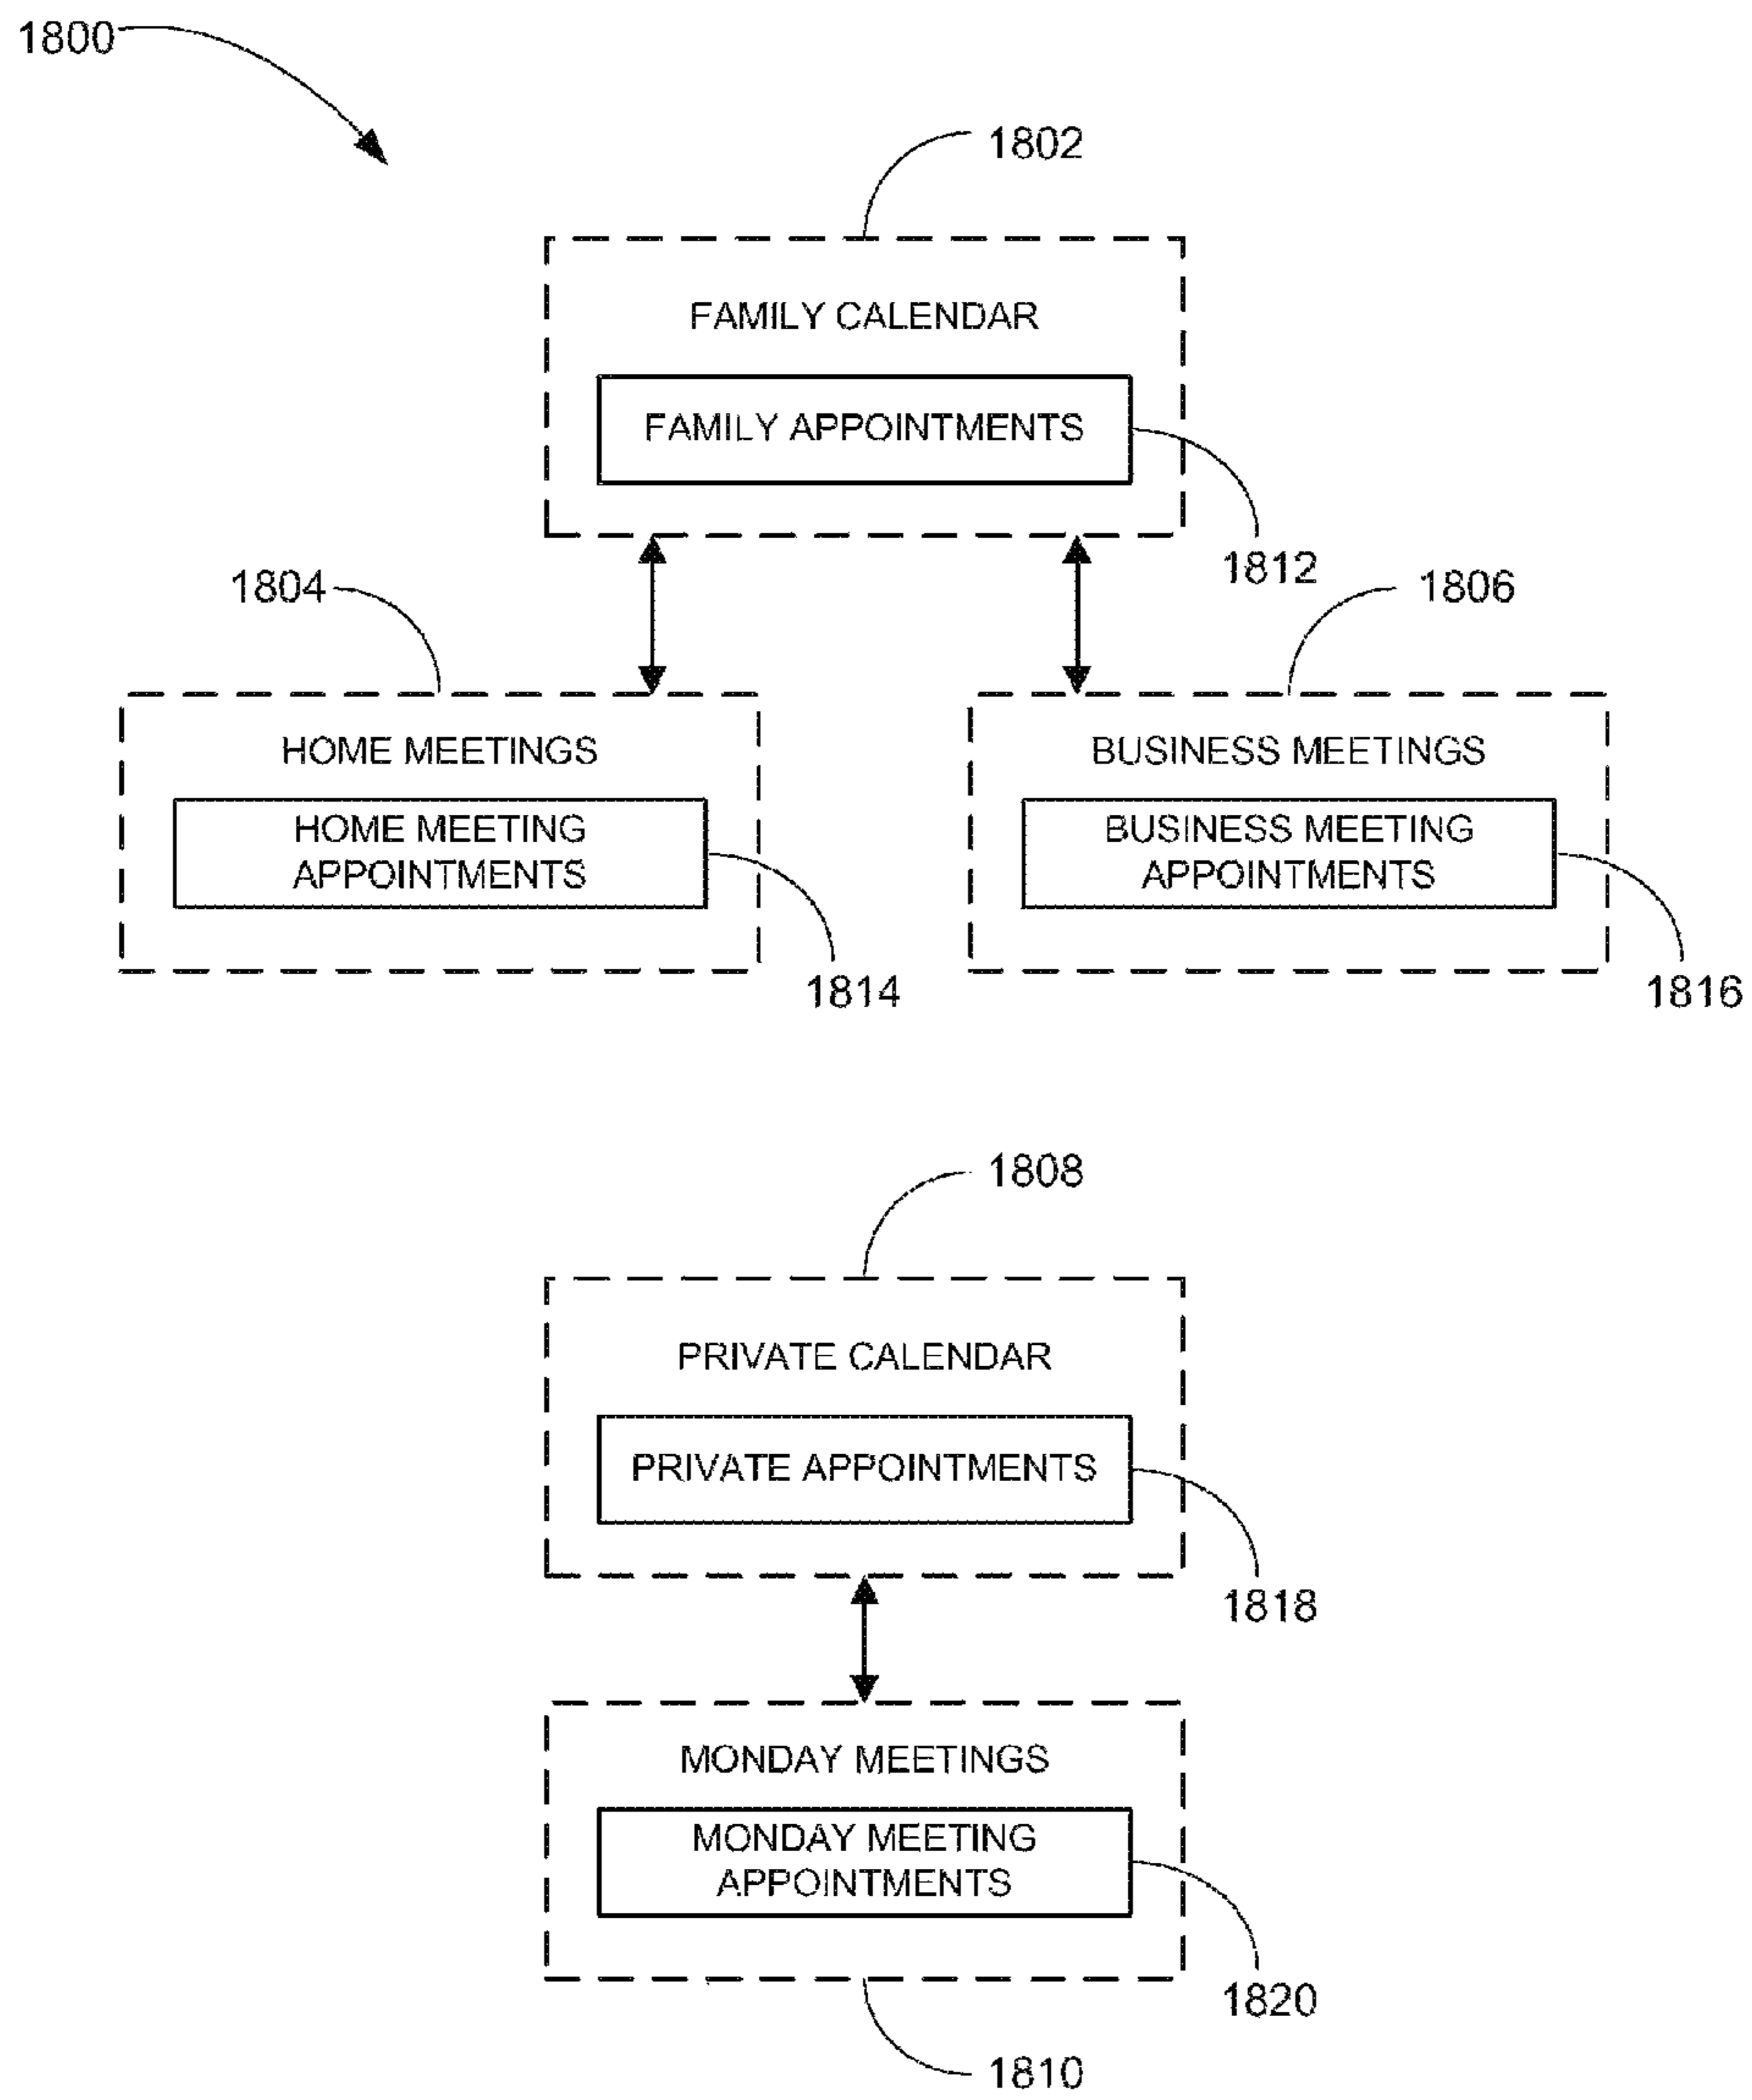 1800
1802
FAMILY CALENDAR
FAMILY APPOINTMENTS
1812
1804
1806
HOME MEETINGS
HOME MEETING
APPOINTMENTS
1814
BUSINESS MEETINGS
BUSINESS MEETING
APPOINTMENTS
1816
1808
PRIVATE CALENDAR
PRIVATE APPOINTMENTS
1818
MONDAY MEETINGS
MONDAY MEETING
APPOINTMENTS
1820
1810